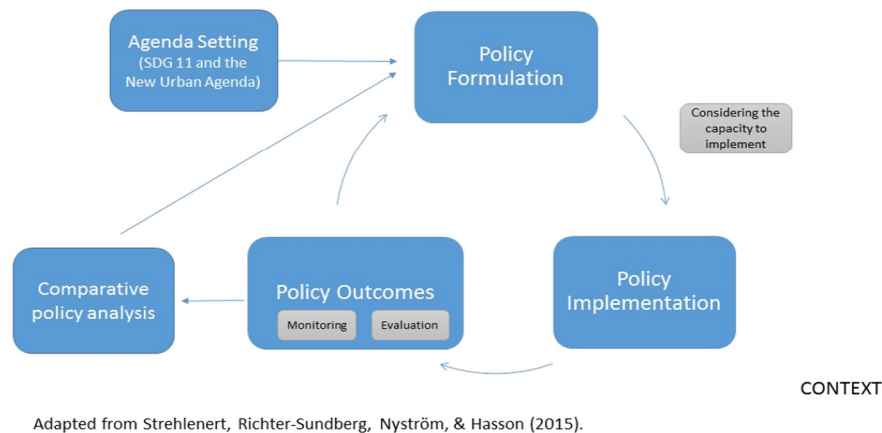 Agenda Setting
(SDG 11 and the
New Urban Agenda)
Policy
Formulation
Considering the
capacity to
implement
Comparative
policy analysis
Policy Outcomes
Monitoring
Evaluation
Policy
Implementation
CONTEXT
Adapted from Strehlenert, Richter-Sundberg, Nyström, & Hasson (2015).